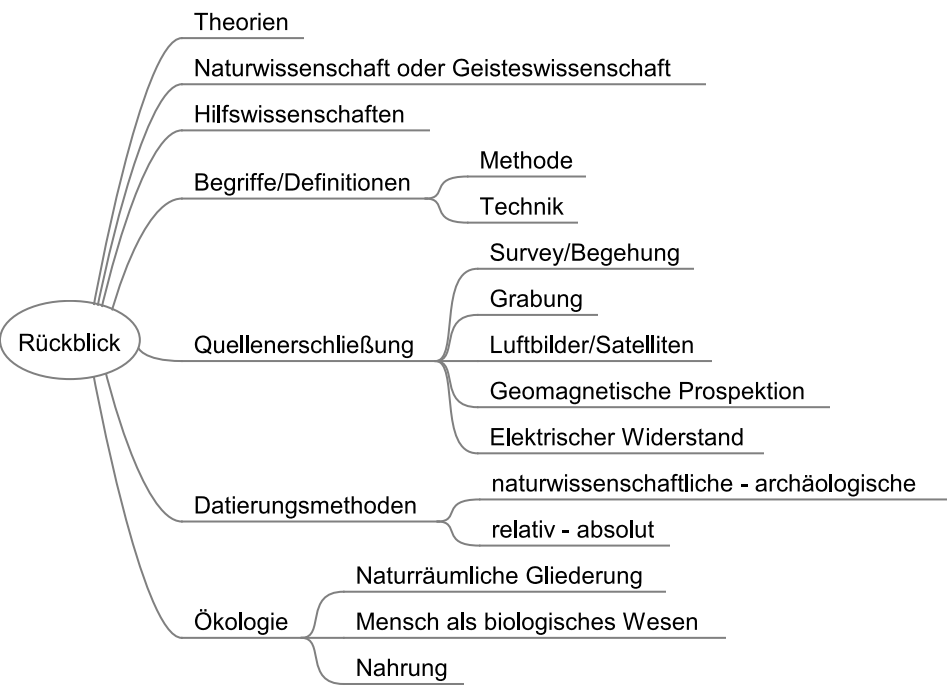 Rückblick
Theorien
Naturwissenschaft oder Geisteswissenschaft
Hilfswissenschaften
Begriffe/Definitionen
Methode
Technik
Quellenerschließung
Survey/Begehung
Grabung
Luftbilder/Satelliten
Geomagnetische Prospektion
Elektrischer Widerstand
Datierungsmethoden
naturwissenschaftliche - archäologische
relativ - absolut
Ökologie
Naturräumliche Gliederung
Mensch als biologisches Wesen
Nahrung